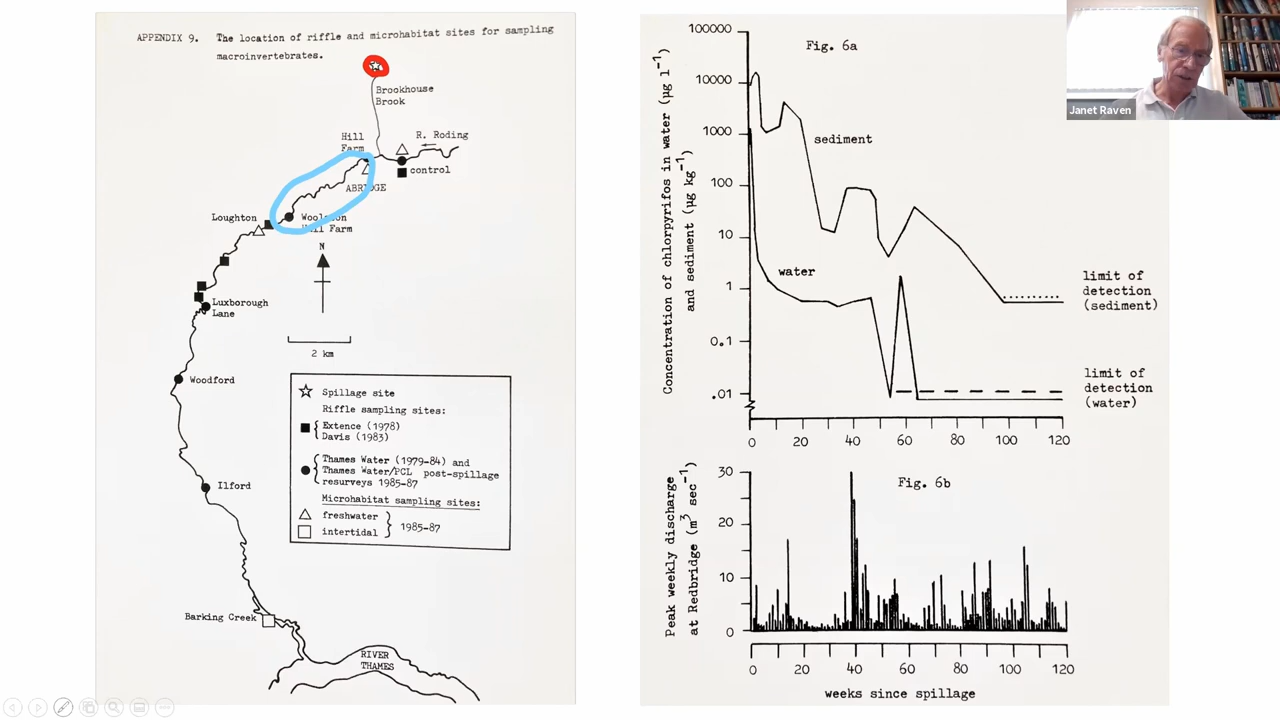 APPENDIX 9. The location of riffle and microhabitat sites for sampling
macroinvertebrates.
Brookhouse
Brook
Hill
Farm
R. Roding
control
ABRIDGE
Loughton
Farm
N
Luxborough
Lane
2 km
Woodford
Spillage site
Riffle sampling sites:
Extence (1978)
Davis (1983)
Thames Water (1979-84) and
Thames Water/PCL post-spillage
resurveys 1985-87
Microhabitat sampling sites:
freshwater
intertidal
1985-87
Ilford
Barking Creek
RIVER
THAMES
Fig. 6a
Concentration of chlorpyrifos in water (µg l⁻¹)
and sediment (µg kg⁻¹)
100000
10000
1000
100
10
1
0.1
.01
sediment
water
limit of
detection
(sediment)
limit of
detection
(water)
0 20 40 60 80 100 120
Fig. 6b
Peak weekly discharge
at Redbridge (m³ sec⁻¹)
30
20
10
0
0 20 40 60 80 100 120
weeks since spillage
Janet Raven